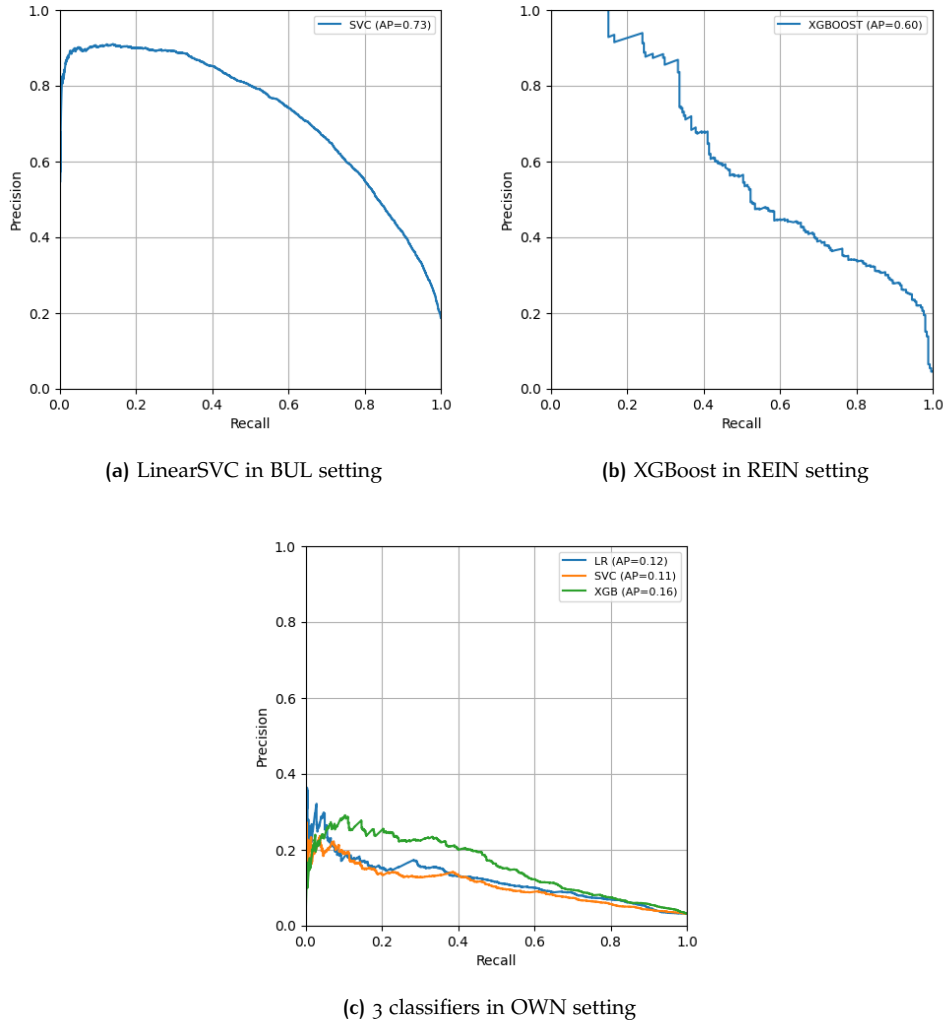 SVC (AP=0.73)
1.0
0.8
0.6
0.4
0.2
0.0
Precision
0.0 0.2 0.4 0.6 0.8 1.0
Recall
(a) LinearSVC in BUL setting
XGBOOST (AP=0.60)
1.0
0.8
0.6
0.4
0.2
0.0
Precision
0.0 0.2 0.4 0.6 0.8 1.0
Recall
(b) XGBoost in REIN setting
LR (AP=0.12)
SVC (AP=0.11)
XGB (AP=0.16)
1.0
0.8
0.6
0.4
0.2
0.0
Precision
0.0 0.2 0.4 0.6 0.8 1.0
Recall
(c) 3 classifiers in OWN setting